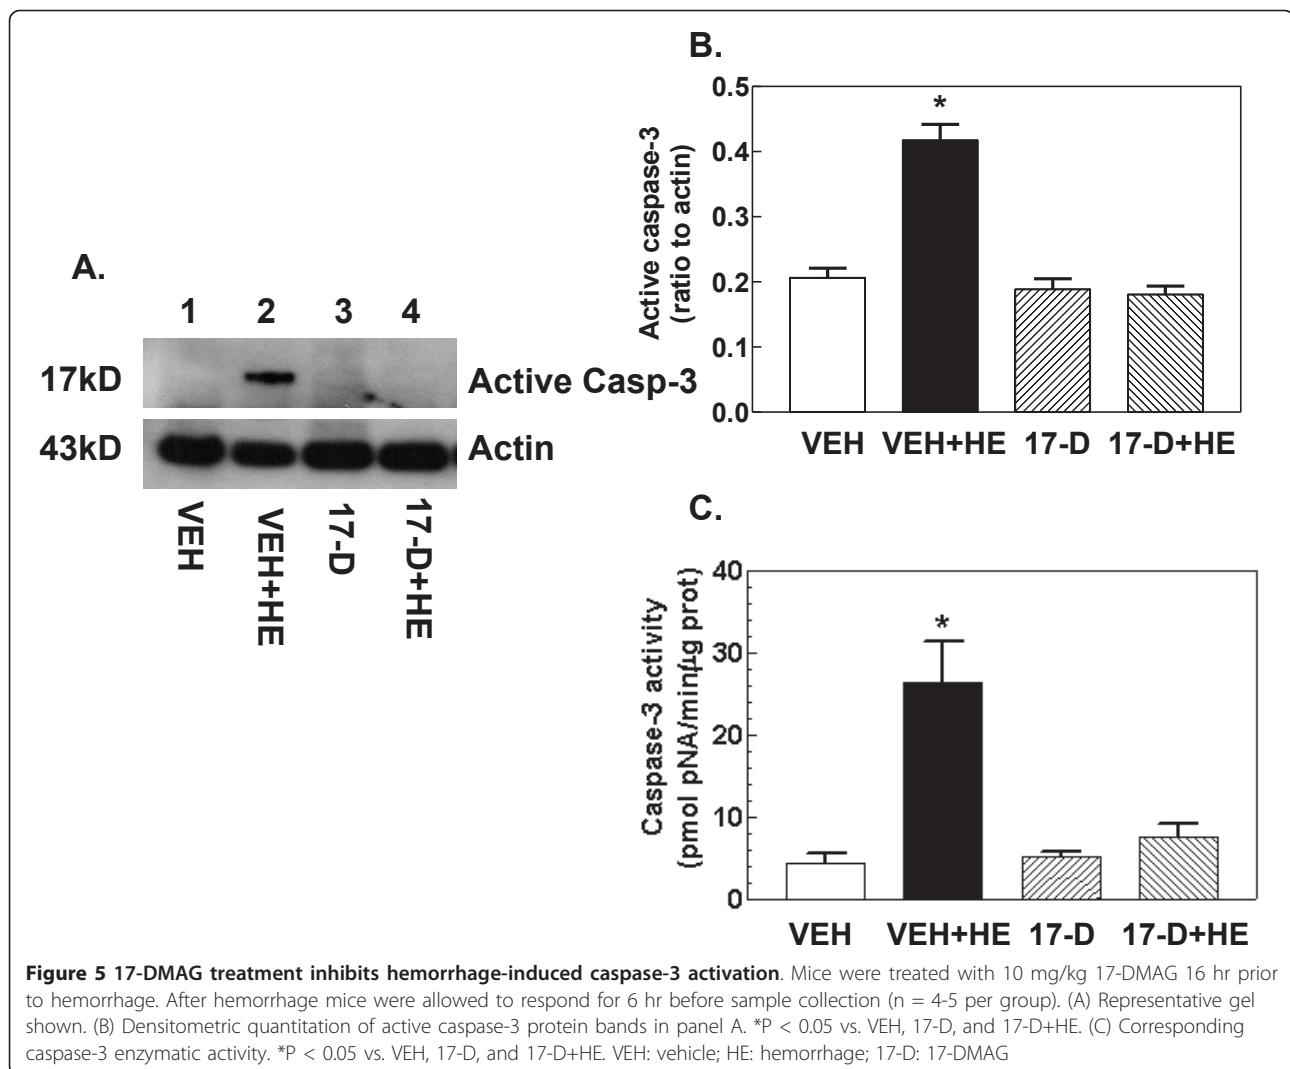 A.
1 2 3 4
17kD Active Casp-3
43kD Actin
VEH VEH+HE 17-D 17-D+HE
B.
Active caspase-3
(ratio to actin)
0.5
0.4
0.3
0.2
0.1
0.0
*
VEH VEH+HE 17-D 17-D+HE
C.
Caspase-3 activity
(pmol pNA/min/µg prot)
40
30
20
10
0
*
VEH VEH+HE 17-D 17-D+HE
Figure 5 17-DMAG treatment inhibits hemorrhage-induced caspase-3 activation. Mice were treated with 10 mg/kg 17-DMAG 16 hr prior
to hemorrhage. After hemorrhage mice were allowed to respond for 6 hr before sample collection (n = 4-5 per group). (A) Representative gel
shown. (B) Densitometric quantitation of active caspase-3 protein bands in panel A. *P < 0.05 vs. VEH, 17-D, and 17-D+HE. (C) Corresponding
caspase-3 enzymatic activity. *P < 0.05 vs. VEH, 17-D, and 17-D+HE. VEH: vehicle; HE: hemorrhage; 17-D: 17-DMAG